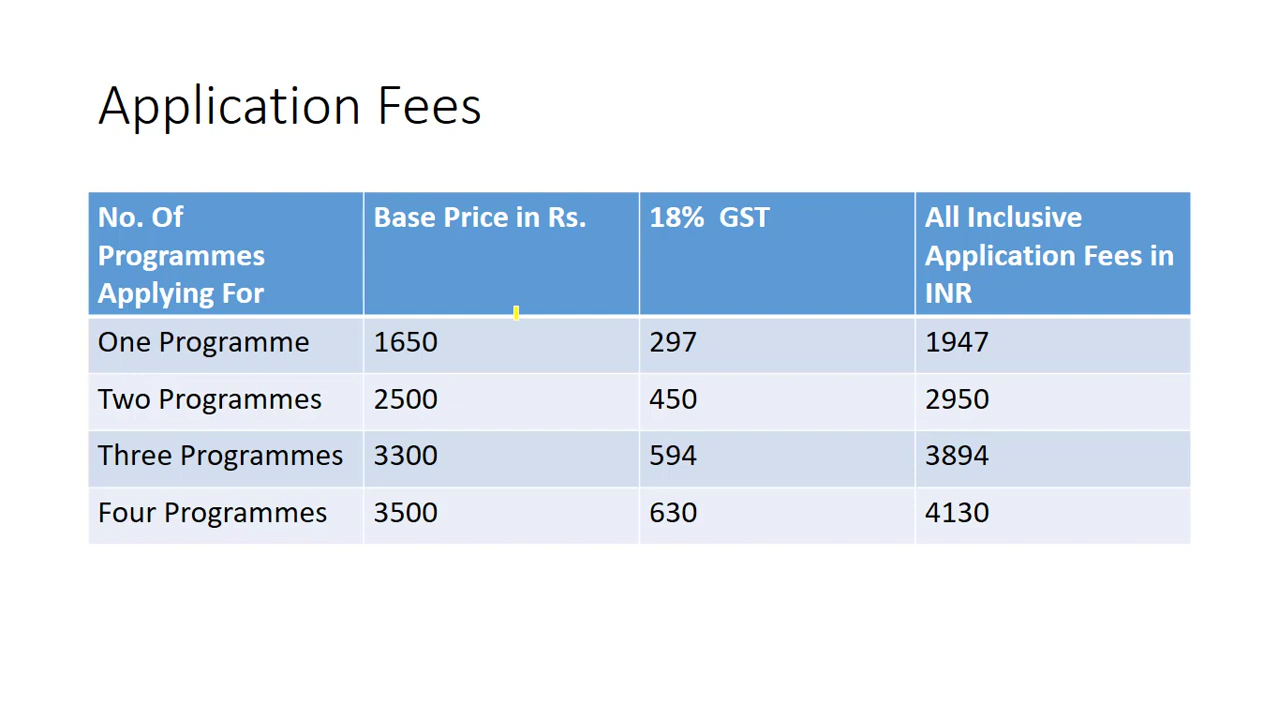 Application Fees
No. Of Programmes Applying For	Base Price in Rs.	18% GST	All Inclusive Application Fees in INR
One Programme	1650	297	1947
Two Programmes	2500	450	2950
Three Programmes	3300	594	3894
Four Programmes	3500	630	4130